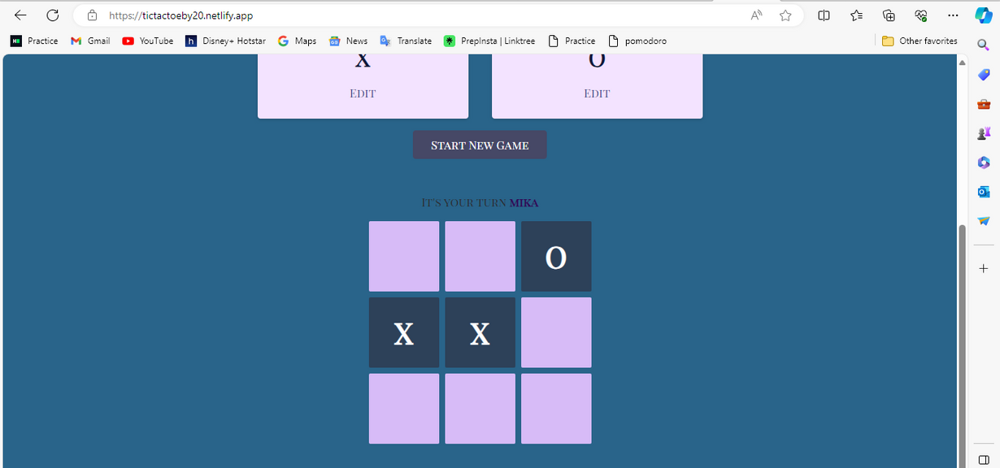 https://tictactoeby20.netlify.app
Practice Gmail YouTube Disney+ Hotstar Maps News Translate PrepInsta | Linktree Practice pomodoro Other favorites
X O
EDIT EDIT
START NEW GAME
IT'S YOUR TURN MIKA
O
X X